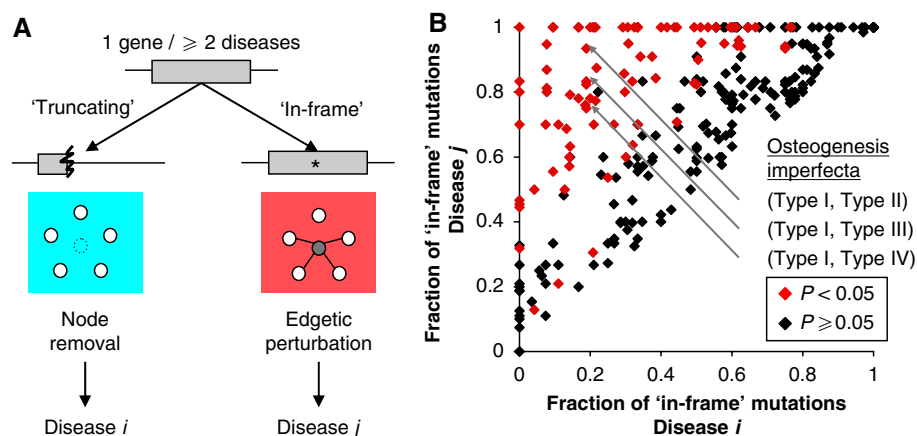 A
1 gene / ⩾ 2 diseases
'Truncating'
'In-frame'
*
Node
removal
Edgetic
perturbation
Disease i
Disease j
B
Fraction of 'in-frame' mutations
Disease j
1
0.8
0.6
0.4
0.2
0
0
0.2
0.4
0.6
0.8
1
Fraction of 'in-frame' mutations
Disease i
Osteogenesis
imperfecta
(Type I, Type II)
(Type I, Type III)
(Type I, Type IV)
P < 0.05
P ⩾ 0.05